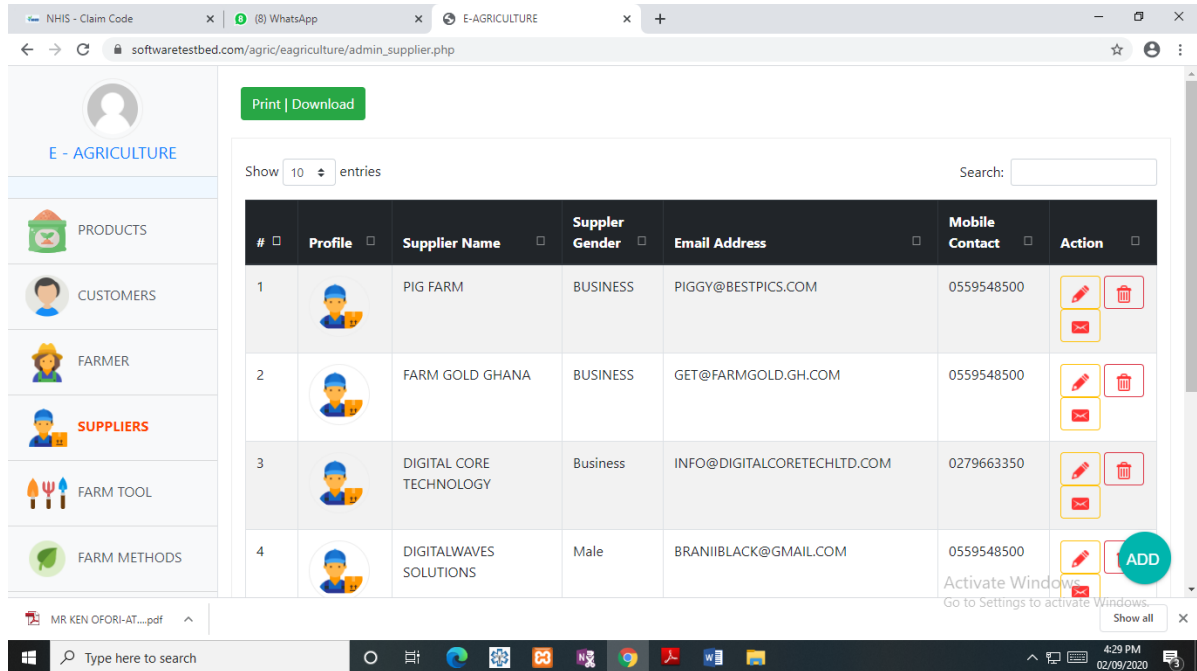 NHIS - Claim Code
(8) WhatsApp
E-AGRICULTURE
softwaretestbed.com/agric/eagriculture/admin_supplier.php
E - AGRICULTURE
PRODUCTS
CUSTOMERS
FARMER
SUPPLIERS
FARM TOOL
FARM METHODS
Print | Download
Show 10 entries
Search:
# Profile Supplier Name Suppler Gender Email Address Mobile Contact Action
1 PIG FARM BUSINESS PIGGY@BESTPICS.COM 0559548500
2 FARM GOLD GHANA BUSINESS GET@FARMGOLD.GH.COM 0559548500
3 DIGITAL CORE Business INFO@DIGITALCORETECHLTD.COM 0279663350
TECHNOLOGY
4 DIGITALWAVES Male BRANIIBLACK@GMAIL.COM 0559548500
SOLUTIONS
ADD
Activate Windows
Go to Settings to activate Windows.
MR KEN OFORI-AT....pdf
Show all
Type here to search
4:29 PM
02/09/2020
3